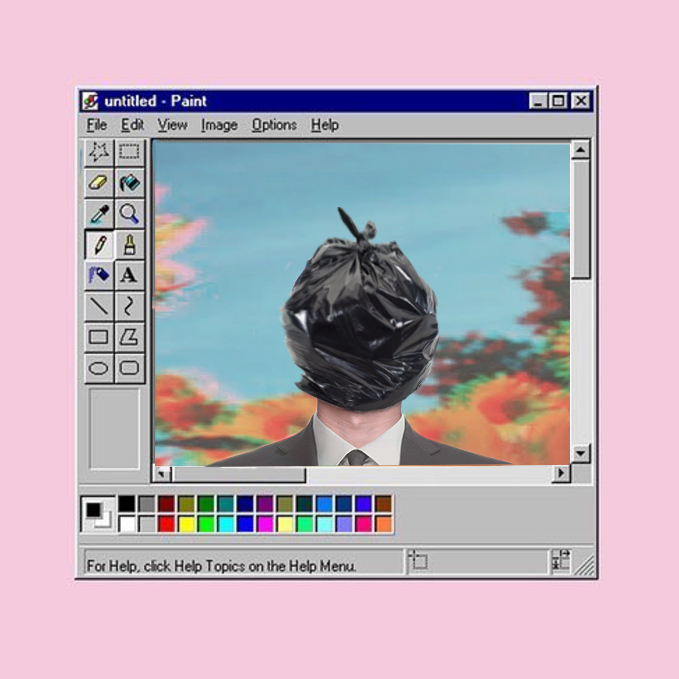 untitled - Paint
File Edit View Image Options Help
A
For Help, click Help Topics on the Help Menu.